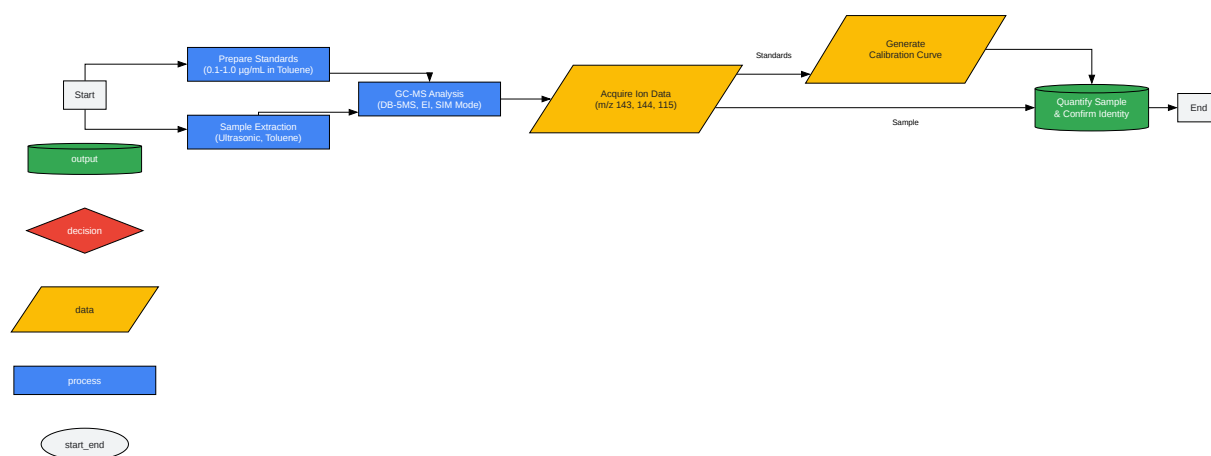 Start
Prepare Standards
(0.1-1.0 µg/mL in Toluene)
Sample Extraction
(Ultrasonic, Toluene)
GC-MS Analysis
(DB-5MS, EI, SIM Mode)
Acquire Ion Data
(m/z 143, 144, 115)
Standards
Generate
Calibration Curve
Sample
Quantify Sample
& Confirm Identity
End
output
decision
data
process
start_end